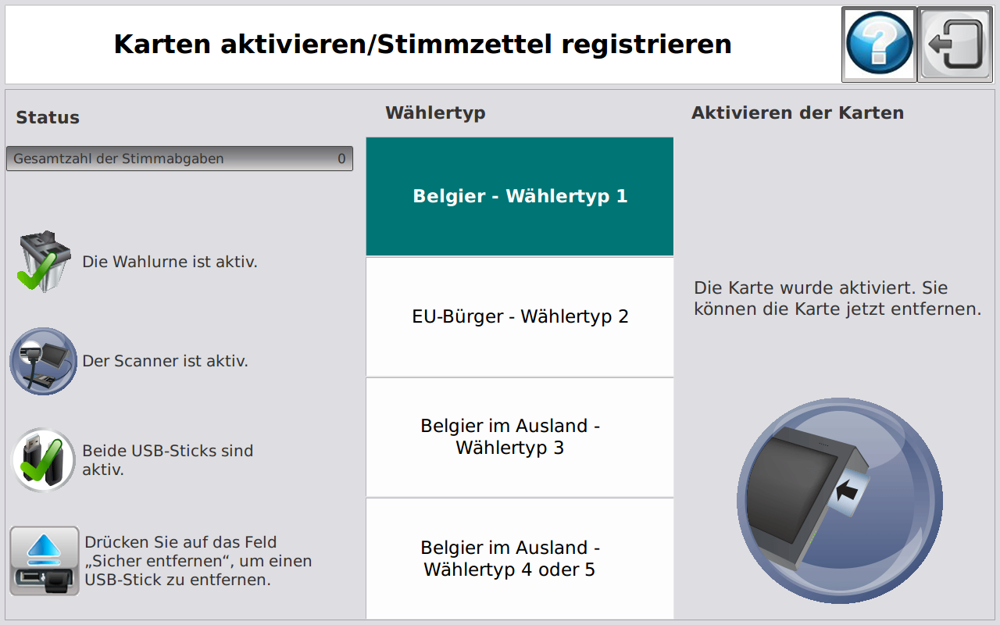 Karten aktivieren/Stimmzettel registrieren
Status
Gesamtzahl der Stimmabgaben 0
Die Wahlurne ist aktiv.
Der Scanner ist aktiv.
Beide USB-Sticks sind
aktiv.
Drücken Sie auf das Feld
„Sicher entfernen“, um einen
USB-Stick zu entfernen.
Wählertyp
Belgier - Wählertyp 1
EU-Bürger - Wählertyp 2
Belgier im Ausland -
Wählertyp 3
Belgier im Ausland -
Wählertyp 4 oder 5
Aktivieren der Karten
Die Karte wurde aktiviert. Sie
können die Karte jetzt entfernen.